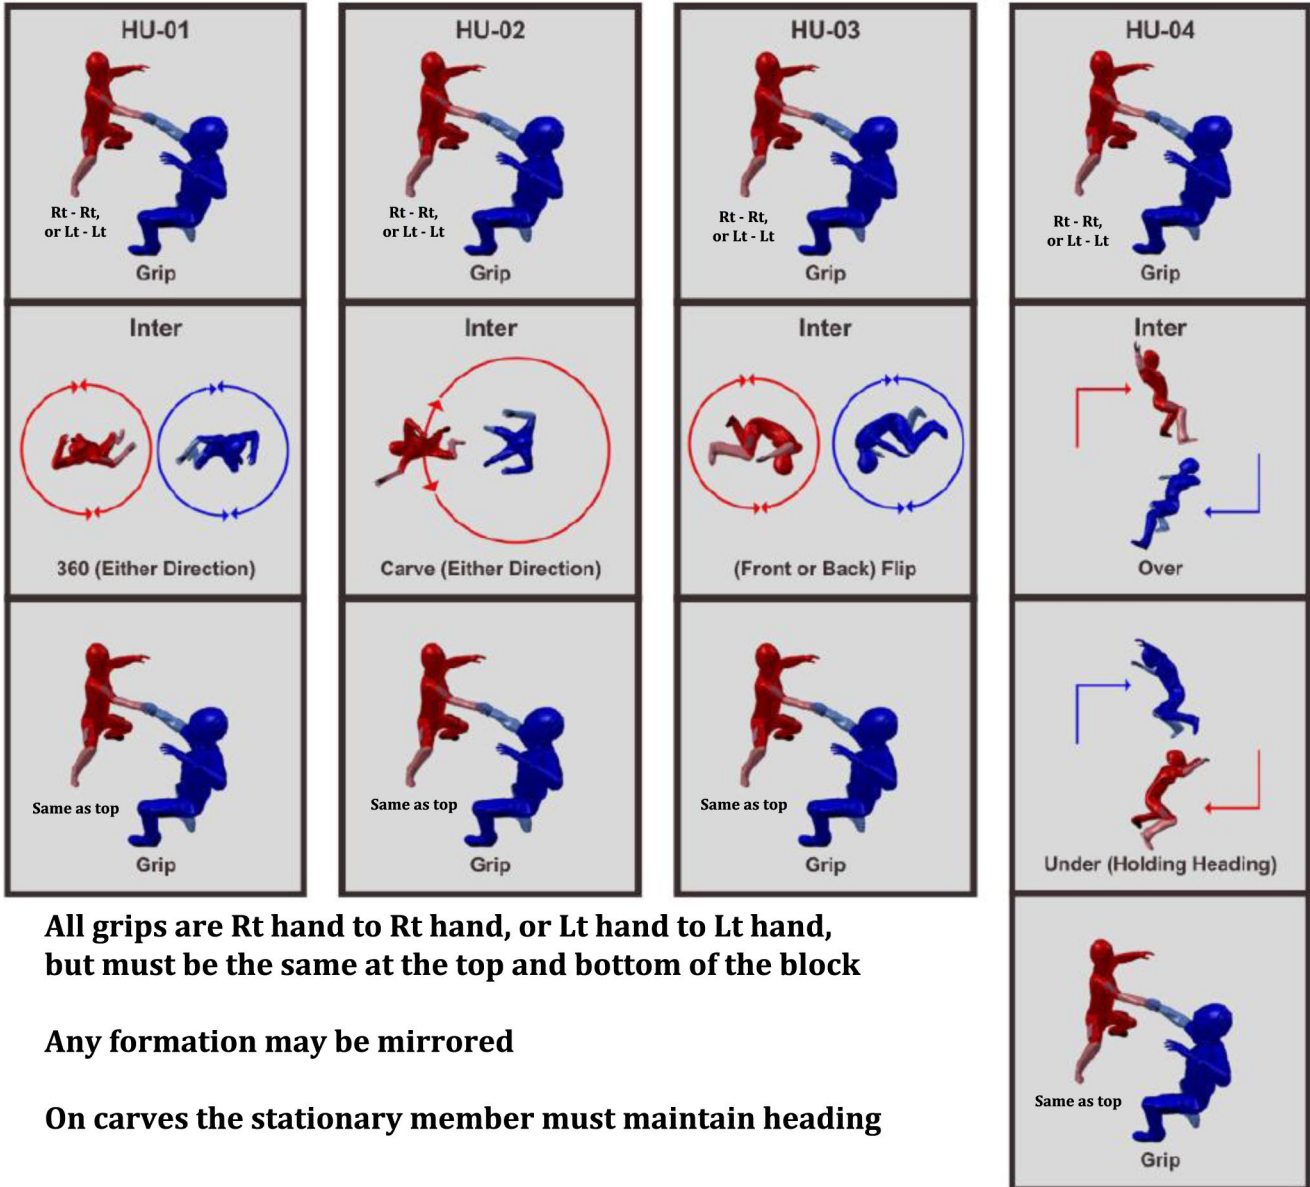 HU-01
Rt - Rt,
or Lt - Lt
Grip
Inter
360 (Either Direction)
Same as top
Grip
HU-02
Rt - Rt,
or Lt - Lt
Grip
Inter
Carve (Either Direction)
Same as top
Grip
HU-03
Rt - Rt,
or Lt - Lt
Grip
Inter
(Front or Back) Flip
Same as top
Grip
HU-04
Rt - Rt,
or Lt - Lt
Grip
Inter
Over
Under (Holding Heading)
Same as top
Grip
All grips are Rt hand to Rt hand, or Lt hand to Lt hand,
but must be the same at the top and bottom of the block
Any formation may be mirrored
On carves the stationary member must maintain heading